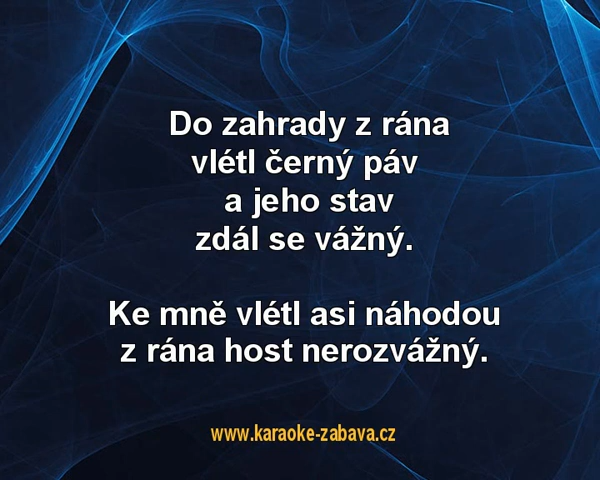 Do zahrady z rána
vlétl černý páv
a jeho stav
zdál se vážný.
Ke mně vlétl asi náhodou
z rána host nerozvážný.
www.karaoke-zabava.cz